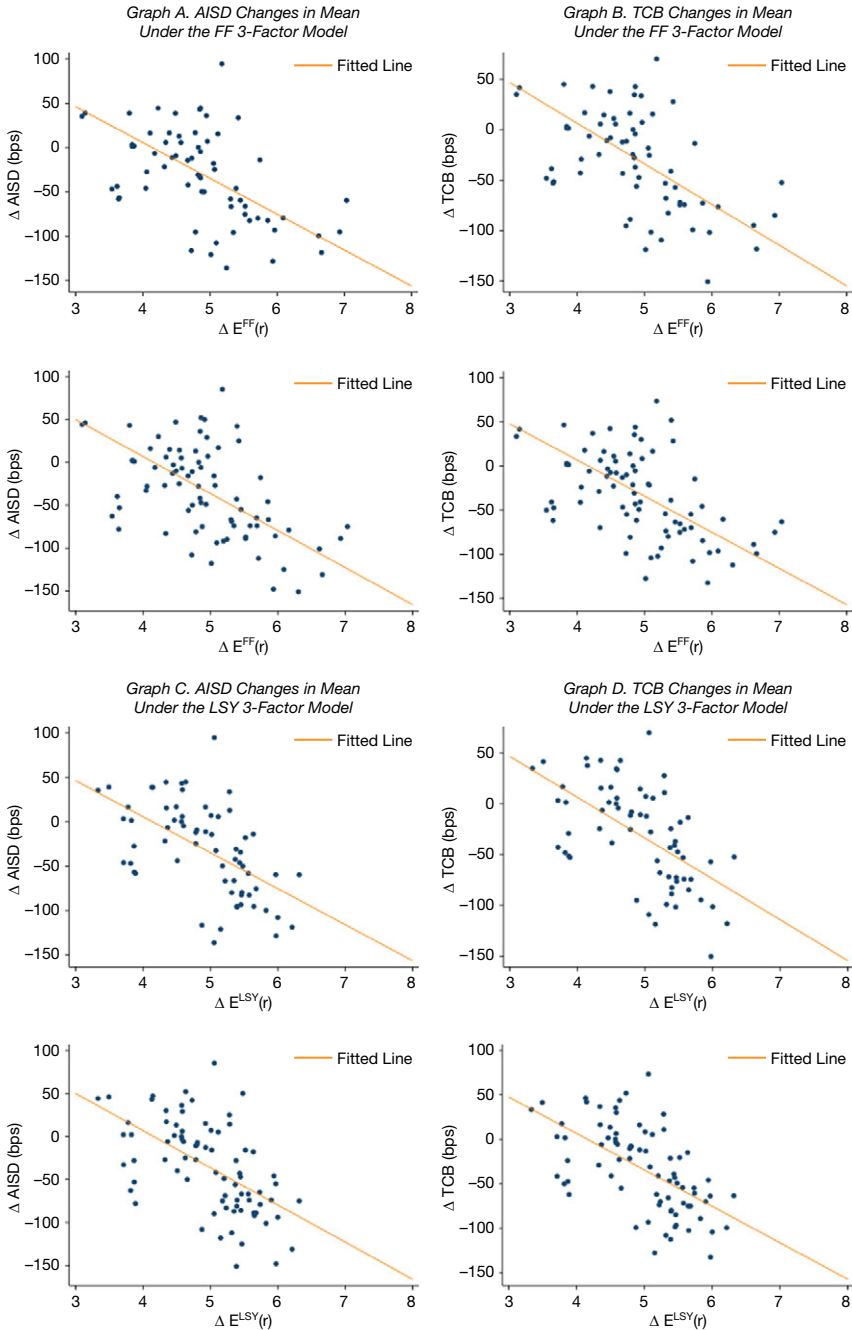 Graph A. AISD Changes in Mean
Under the FF 3-Factor Model
100
50
0
−50
−100
−150
Δ AISD (bps)
Fitted Line
3 4 5 6 7 8
Δ E^FF(r)
Graph B. TCB Changes in Mean
Under the FF 3-Factor Model
50
0
−50
−100
−150
Δ TCB (bps)
Fitted Line
3 4 5 6 7 8
Δ E^FF(r)
100
50
0
−50
−100
−150
Δ AISD (bps)
Fitted Line
3 4 5 6 7 8
Δ E^FF(r)
100
50
0
−50
−100
−150
Δ TCB (bps)
Fitted Line
3 4 5 6 7 8
Δ E^FF(r)
Graph C. AISD Changes in Mean
Under the LSY 3-Factor Model
100
50
0
−50
−100
−150
Δ AISD (bps)
Fitted Line
3 4 5 6 7 8
Δ E^LSY(r)
Graph D. TCB Changes in Mean
Under the LSY 3-Factor Model
50
0
−50
−100
−150
Δ TCB (bps)
Fitted Line
3 4 5 6 7 8
Δ E^LSY(r)
100
50
0
−50
−100
−150
Δ AISD (bps)
Fitted Line
3 4 5 6 7 8
Δ E^LSY(r)
100
50
0
−50
−100
−150
Δ TCB (bps)
Fitted Line
3 4 5 6 7 8
Δ E^LSY(r)